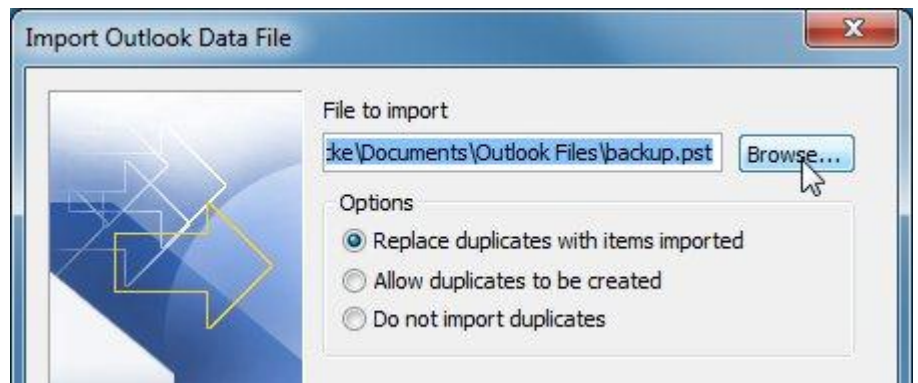 Import Outlook Data File
File to import
:ke\Documents\Outlook Files\backup.pst
Browse...
Options
Replace duplicates with items imported
Allow duplicates to be created
Do not import duplicates